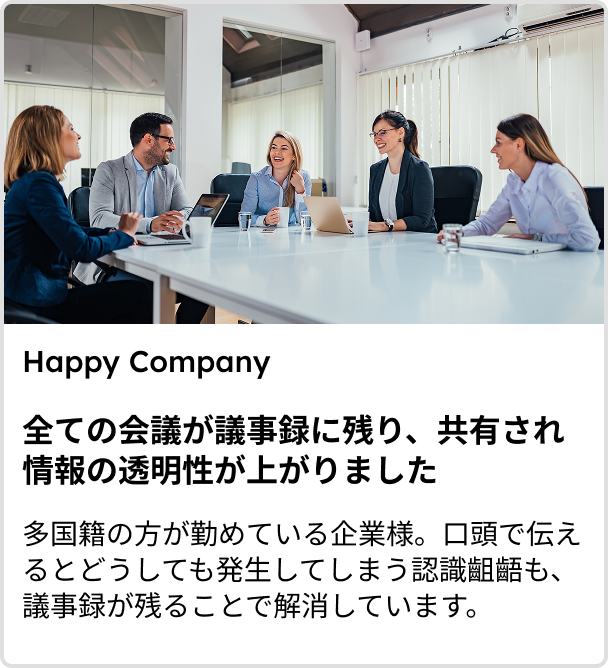 Happy Company
全ての会議が議事録に残り、共有され
情報の透明性が上がりました
多国籍の方が勤めている企業様。口頭で伝え
るとどうしても発生してしまう認識齟齬も、
議事録が残ることで解消しています。